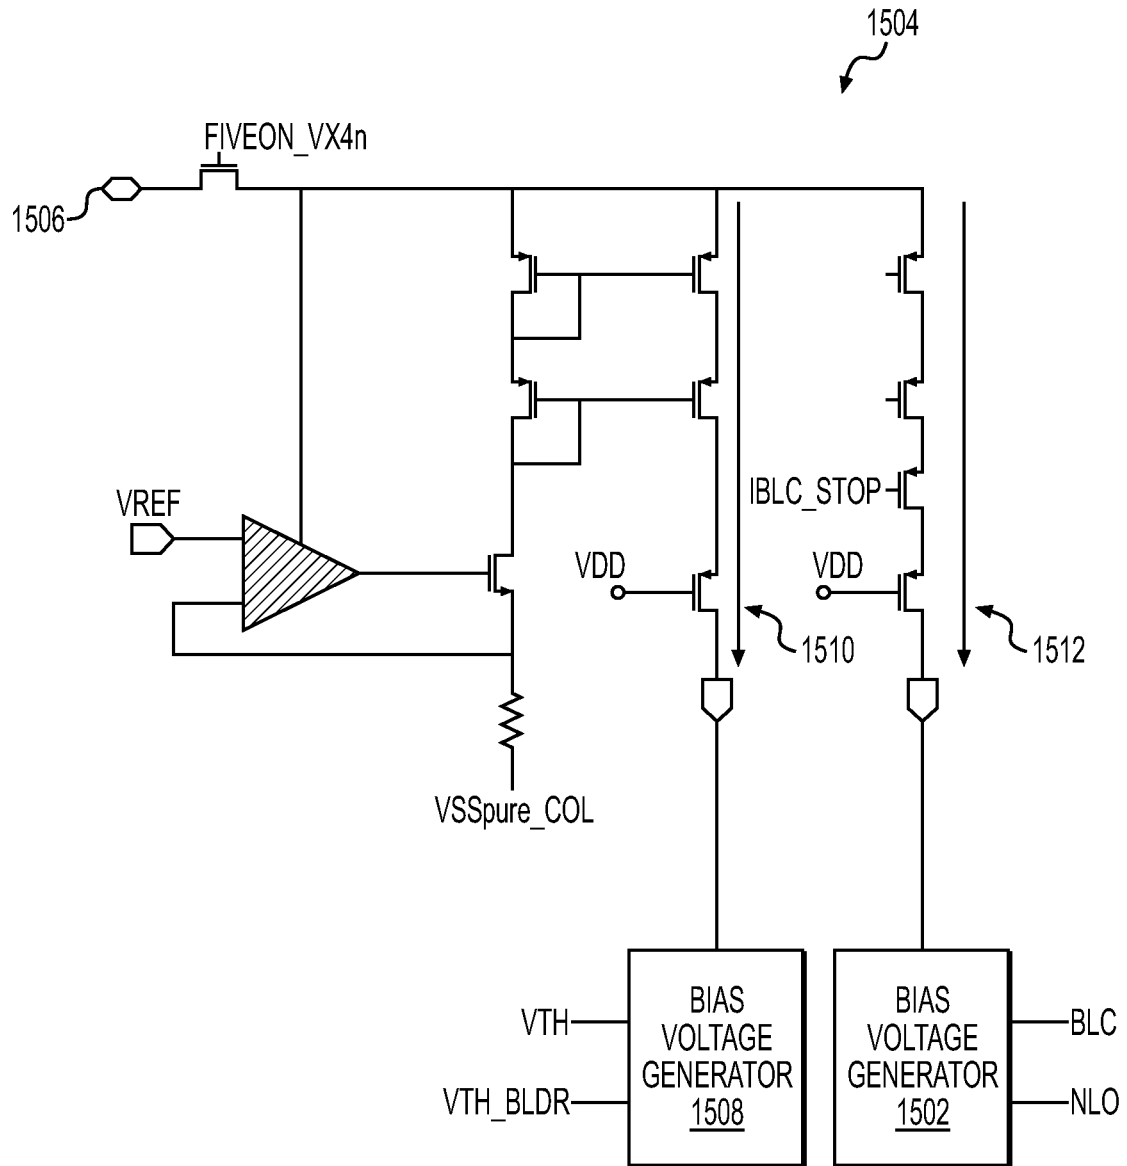 1504
FIVEON_VX4n
1506
VREF
IBLC_STOP
VDD
VDD
1510
1512
VSSpure_COL
BIAS
VOLTAGE
GENERATOR
1508
BIAS
VOLTAGE
GENERATOR
1502
VTH
VTH_BLDR
BLC
NLO